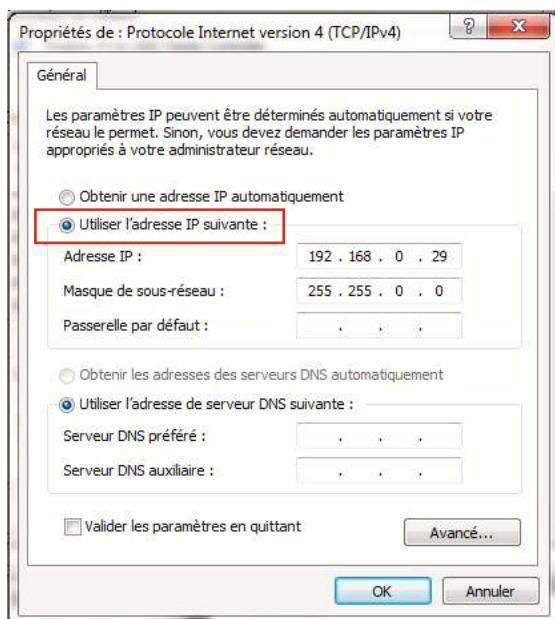 Propriétés de : Protocole Internet version 4 (TCP/IPv4)
Général
Les paramètres IP peuvent être déterminés automatiquement si votre
réseau le permet. Sinon, vous devez demander les paramètres IP
appropriés à votre administrateur réseau.
Obtenir une adresse IP automatiquement
Utiliser l'adresse IP suivante :
Adresse IP : 192 . 168 . 0 . 29
Masque de sous-réseau : 255 . 255 . 0 . 0
Passerelle par défaut : . . .
Obtenir les adresses des serveurs DNS automatiquement
Utiliser l'adresse de serveur DNS suivante :
Serveur DNS préféré : . . .
Serveur DNS auxiliaire : . . .
Valider les paramètres en quittant
Avancé...
OK Annuler